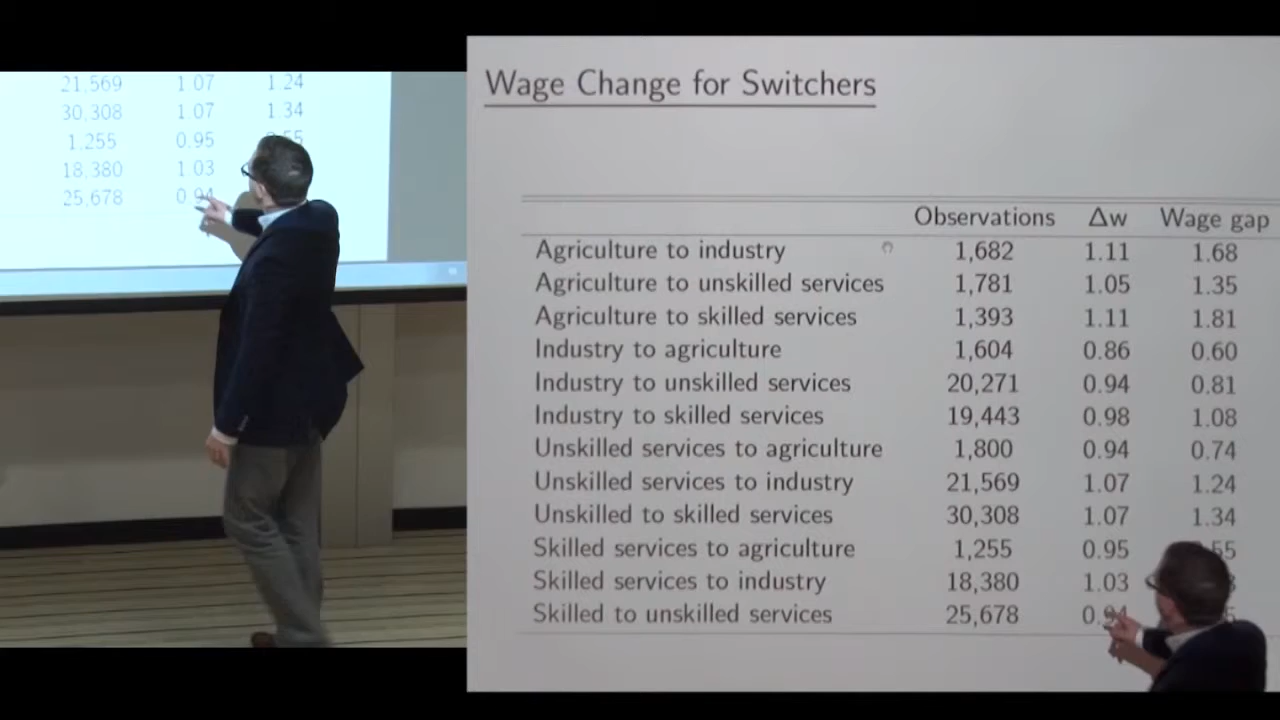 21,569 1.07 1.24
30,308 1.07 1.34
1,255 0.95
18,380 1.03
25,678
Wage Change for Switchers
Observations Δw Wage gap
Agriculture to industry 1,682 1.11 1.68
Agriculture to unskilled services 1,781 1.05 1.35
Agriculture to skilled services 1,393 1.11 1.81
Industry to agriculture 1,604 0.86 0.60
Industry to unskilled services 20,271 0.94 0.81
Industry to skilled services 19,443 0.98 1.08
Unskilled services to agriculture 1,800 0.94 0.74
Unskilled services to industry 21,569 1.07 1.24
Unskilled to skilled services 30,308 1.07 1.34
Skilled services to agriculture 1,255 0.95
Skilled services to industry 18,380 1.03
Skilled to unskilled services 25,678 0.94